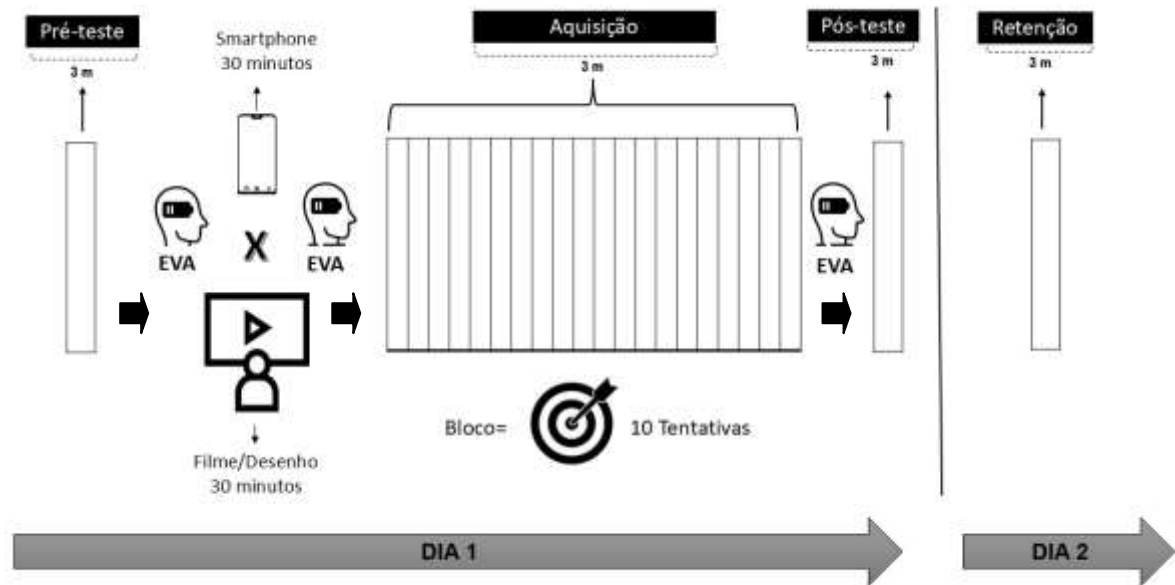 Pré-teste
3 m
Smartphone
30 minutos
Aquisição
3 m
Pós-teste
3 m
Retenção
3 m
EVA
X
EVA
EVA
Filme/Desenho
30 minutos
Bloco=
10 Tentativas
DIA 1
DIA 2